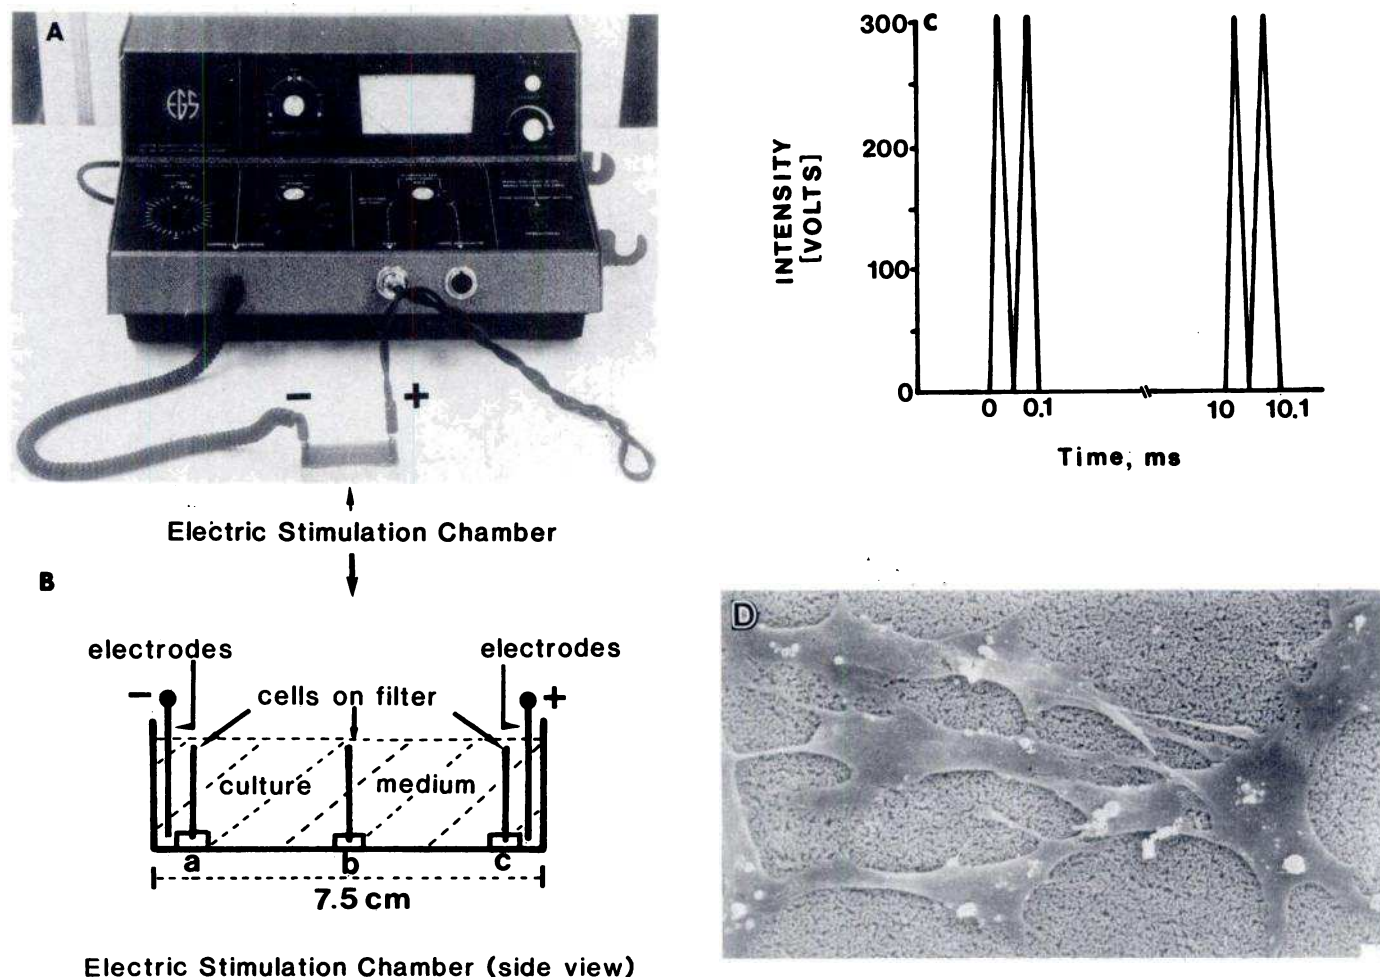 A
EGS
−
+
Electric Stimulation Chamber
B
electrodes
electrodes
−
+
cells on filter
culture
medium
a
b
c
7.5 cm
Electric Stimulation Chamber (side view)
C
INTENSITY
[VOLTS]
300
200
100
0
0
0.1
10
10.1
Time, ms
D